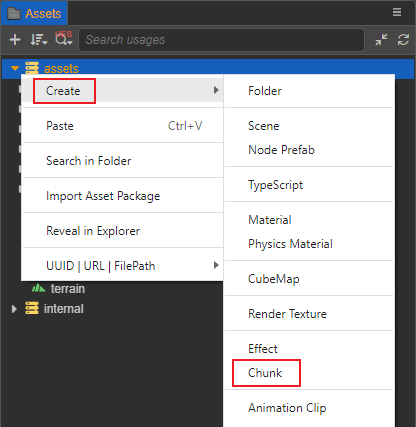 Assets
URS
Search usages
assets
Create
Paste Ctrl+V
Search in Folder
Import Asset Package
Reveal in Explorer
UUID | URL | FilePath
Folder
Scene
Node Prefab
TypeScript
Material
Physics Material
CubeMap
Render Texture
Effect
Chunk
Animation Clip
terrain
internal